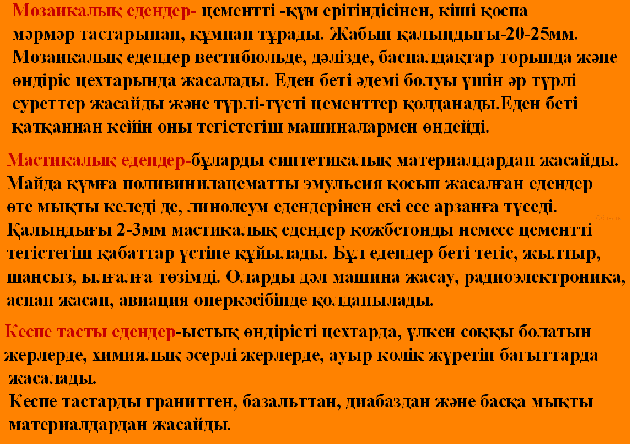 Мозаикалық едендер- цементті -құм ерітіндісінен, кіші қоспа
мәрмәр тастарынан, құмнан тұрады. Жабын қалыңдығы-20-25мм.
Мозаикалық едендер вестибюльде, дәлізде, баспалдақтар торында және
өндіріс цехтарында жасалады. Еден беті әдемі болуы үшін әр түрлі
суреттер жасайды және түрлі-түсті цементтер қолданады.Еден беті
қатқаннан кейін оны тегістегіш машиналармен өңдейді.
Мастикалық едендер-бұларды синтетикалық материалдардан жасайды.
Майда құмға поливинилацематты эмульсия қосып жасалған едендер
өте мықты келеді де, линолеум едендерінен екі есе арзанға түседі.
Қалыңдығы 2-3мм мастикалық едендер қожбетонды немесе цементті
тегістегіш қабаттар үстіне құйылады. Бұл едендер беті тегіс, жылтыр,
шаңсыз, ылғалға төзімді. Оларды дәл машина жасау, радиоэлектроника,
аспап жасап, авиация өнеркәсібінде қолданылады.
Кеспе тасты едендер-ыстық өндірісті цехтарда, үлкен соққы болатын
жерлерде, химиялық әсерлі жерлерде, ауыр көлік жүретін бағыттарда
жасалады.
Кеспе тастарды граниттен, базальттан, диабаздан және басқа мықты
материалдардан жасайды.